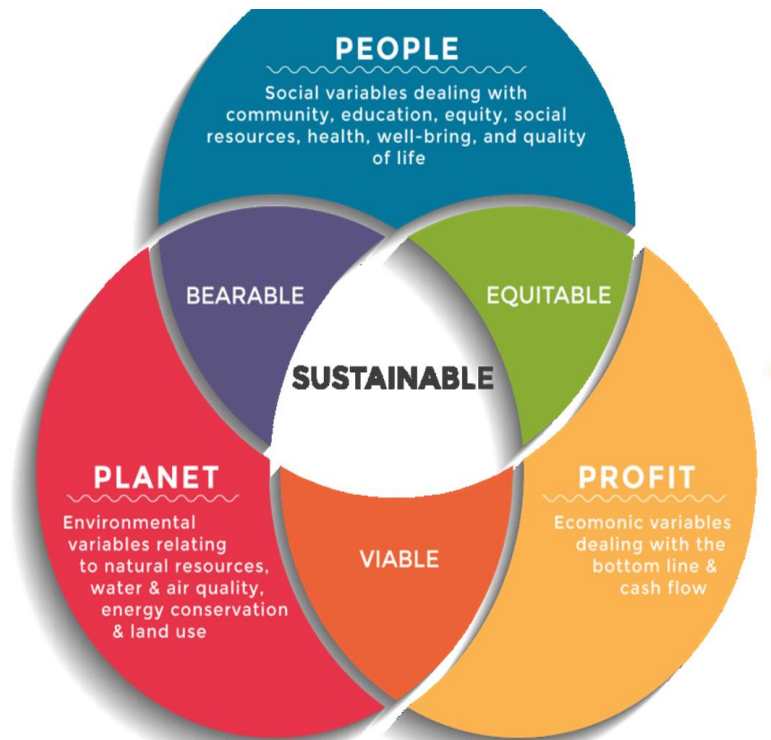 PEOPLE
Social variables dealing with
community, education, equity, social
resources, health, well-bring, and quality
of life
BEARABLE
EQUITABLE
SUSTAINABLE
PLANET
Environmental
variables relating
to natural resources,
water & air quality,
energy conservation
& land use
VIABLE
PROFIT
Ecomonic variables
dealing with the
bottom line &
cash flow